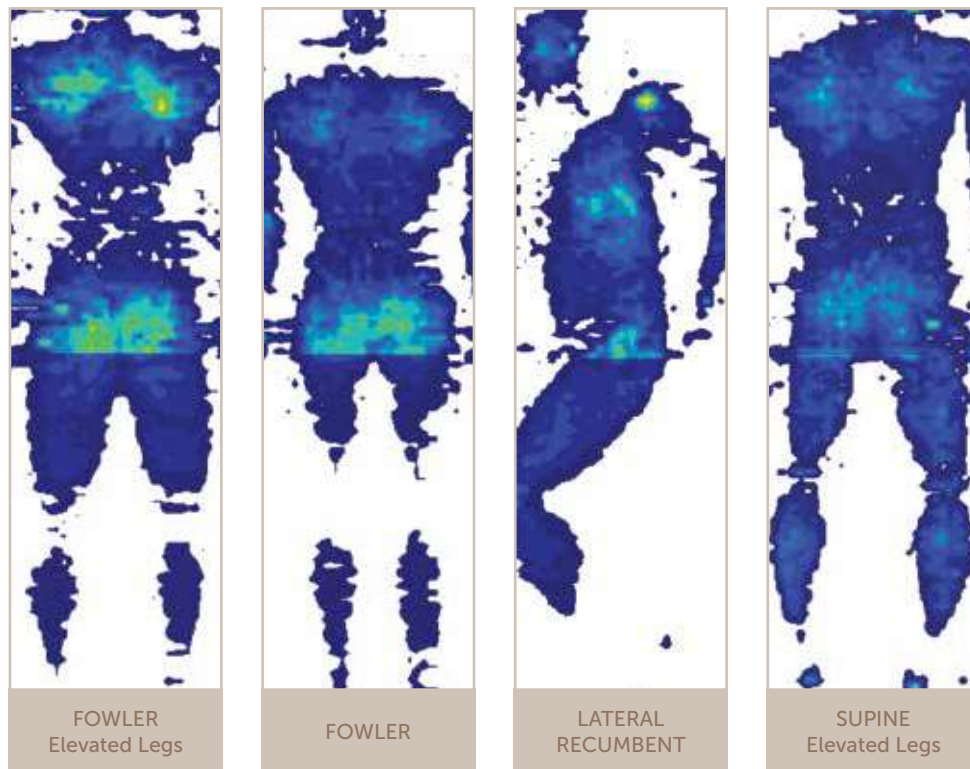 FOWLER
Elevated Legs
FOWLER
LATERAL
RECUMBENT
SUPINE
Elevated Legs